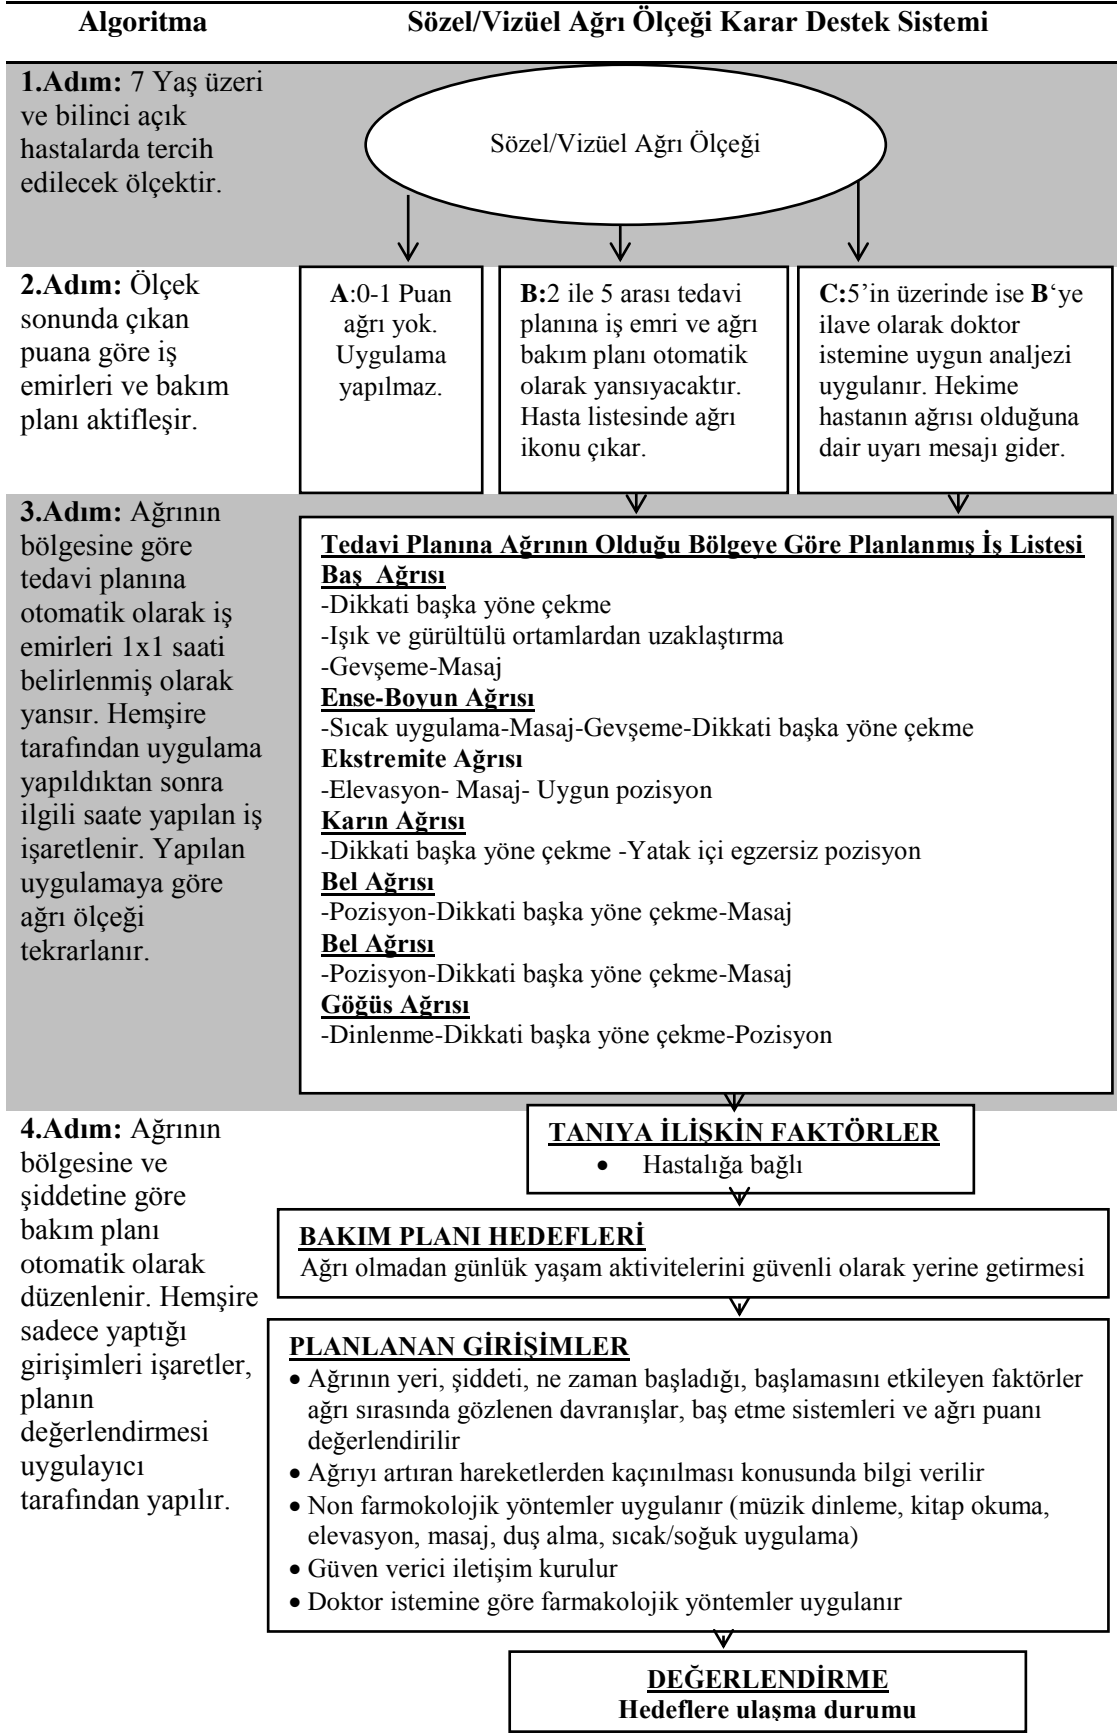 Algoritma
Sözel/Vizüel Ağrı Ölçeği Karar Destek Sistemi
1.Adım: 7 Yaş üzeri
ve bilinci açık
hastalarda tercih
edilecek ölçektir.
Sözel/Vizüel Ağrı Ölçeği
2.Adım: Ölçek
sonunda çıkan
puana göre iş
emirleri ve bakım
planı aktifleşir.
A:0-1 Puan
ağrı yok.
Uygulama
yapılmaz.
B:2 ile 5 arası tedavi
planına iş emri ve ağrı
bakım planı otomatik
olarak yansıyacaktır.
Hasta listesinde ağrı
ikonu çıkar.
C:5’in üzerinde ise B‘ye
ilave olarak doktor
istemine uygun analjezi
uygulanır. Hekime
hastanın ağrısı olduğuna
dair uyarı mesajı gider.
3.Adım: Ağrının
bölgesine göre
tedavi planına
otomatik olarak iş
emirleri 1x1 saati
belirlenmiş olarak
yansır. Hemşire
tarafından uygulama
yapıldıktan sonra
ilgili saate yapılan iş
işaretlenir. Yapılan
uygulamaya göre
ağrı ölçeği
tekrarlanır.
Tedavi Planına Ağrının Olduğu Bölgeye Göre Planlanmış İş Listesi
Baş Ağrısı
-Dikkati başka yöne çekme
-Işık ve gürültülü ortamlardan uzaklaştırma
-Gevşeme-Masaj
Ense-Boyun Ağrısı
-Sıcak uygulama-Masaj-Gevşeme-Dikkati başka yöne çekme
Ekstremite Ağrısı
-Elevasyon- Masaj- Uygun pozisyon
Karın Ağrısı
-Dikkati başka yöne çekme -Yatak içi egzersiz pozisyon
Bel Ağrısı
-Pozisyon-Dikkati başka yöne çekme-Masaj
Bel Ağrısı
-Pozisyon-Dikkati başka yöne çekme-Masaj
Göğüs Ağrısı
-Dinlenme-Dikkati başka yöne çekme-Pozisyon
4.Adım: Ağrının
bölgesine ve
şiddetine göre
bakım planı
otomatik olarak
düzenlenir. Hemşire
sadece yaptığı
girişimleri işaretler,
planın
değerlendirmesi
uygulayıcı
tarafından yapılır.
TANIYA İLİŞKİN FAKTÖRLER
• Hastalığa bağlı
BAKIM PLANI HEDEFLERİ
Ağrı olmadan günlük yaşam aktivitelerini güvenli olarak yerine getirmesi
PLANLANAN GİRİŞİMLER
• Ağrının yeri, şiddeti, ne zaman başladığı, başlamasını etkileyen faktörler
ağrı sırasında gözlenen davranışlar, baş etme sistemleri ve ağrı puanı
değerlendirilir
• Ağrıyı artıran hareketlerden kaçınılması konusunda bilgi verilir
• Non farmokolojik yöntemler uygulanır (müzik dinleme, kitap okuma,
elevasyon, masaj, duş alma, sıcak/soğuk uygulama)
• Güven verici iletişim kurulur
• Doktor istemine göre farmakolojik yöntemler uygulanır
DEĞERLENDİRME
Hedeflere ulaşma durumu